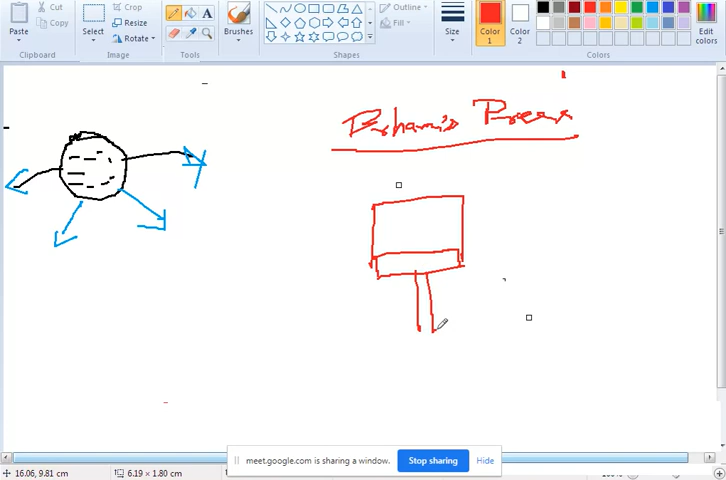 Cut
Copy
Paste
Clipboard
Crop
Resize
Rotate
Select
Image
Tools
Brushes
Outline
Fill
Shapes
Size
Color 1
Color 2
Edit colors
Colors
meet.google.com is sharing a window.
Stop sharing
Hide
16.06, 9.81 cm
6.19 × 1.80 cm